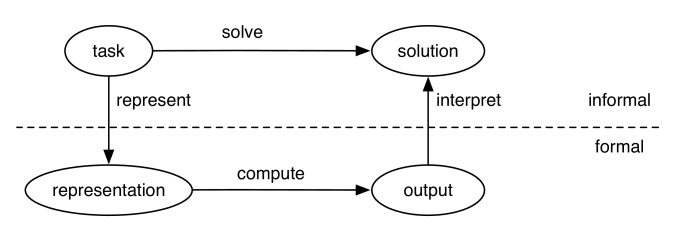 solve
task
solution
represent
interpret
informal
formal
compute
representation
output